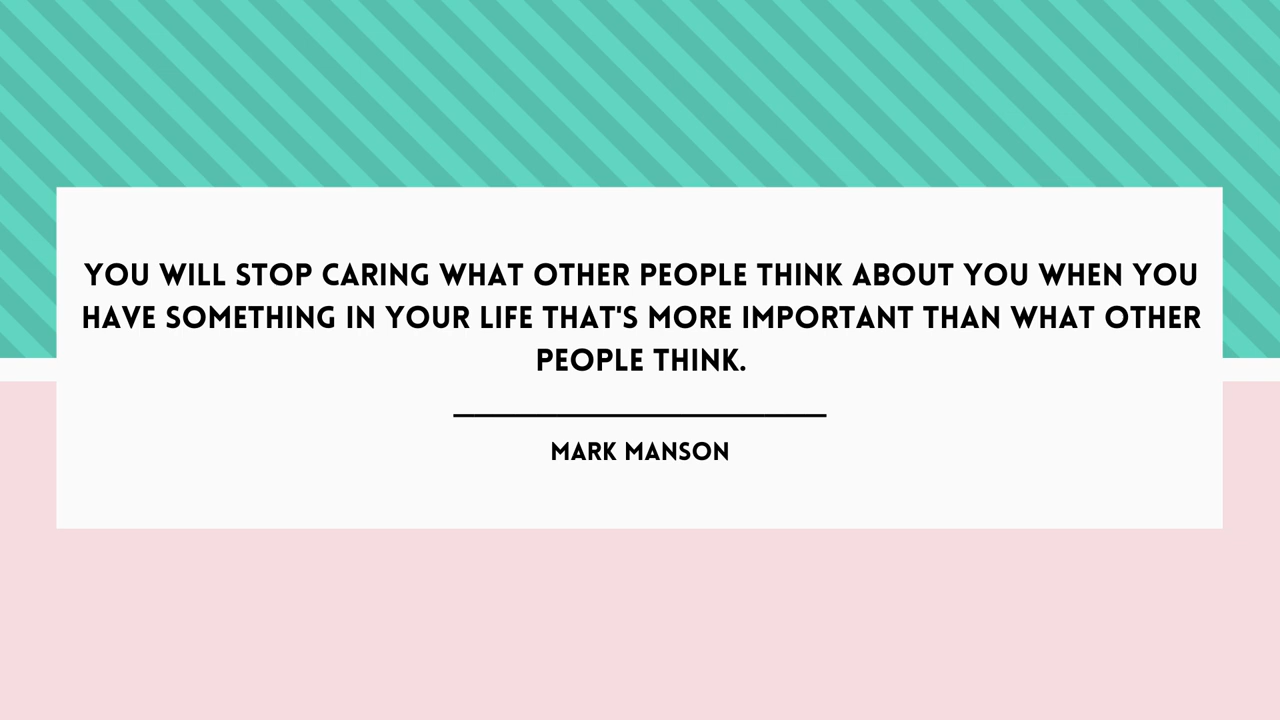 YOU WILL STOP CARING WHAT OTHER PEOPLE THINK ABOUT YOU WHEN YOU
HAVE SOMETHING IN YOUR LIFE THAT'S MORE IMPORTANT THAN WHAT OTHER
PEOPLE THINK.
MARK MANSON